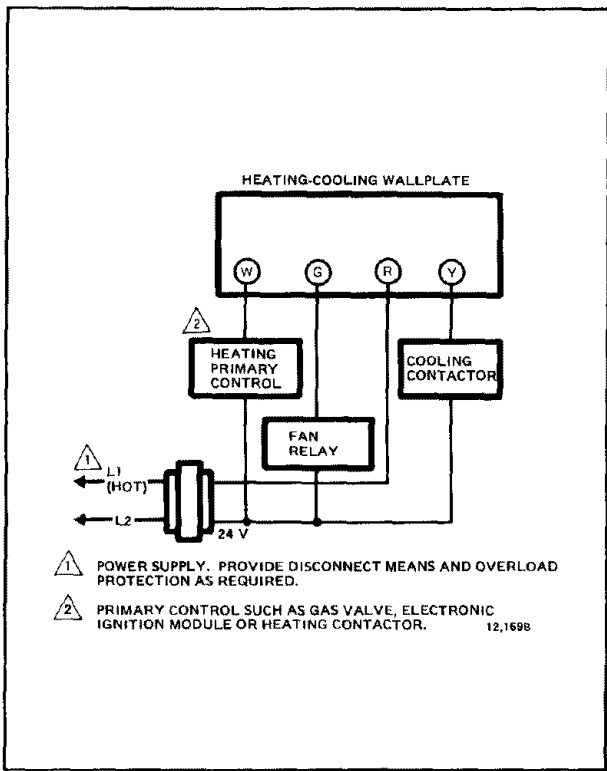 HEATING-COOLING WALLPLATE
W G R Y
2
HEATING
PRIMARY
CONTROL
COOLING
CONTACTOR
FAN
RELAY
1
L1
(HOT)
L2
24 V
1 POWER SUPPLY. PROVIDE DISCONNECT MEANS AND OVERLOAD
PROTECTION AS REQUIRED.
2 PRIMARY CONTROL SUCH AS GAS VALVE, ELECTRONIC
IGNITION MODULE OR HEATING CONTACTOR. 12,169B